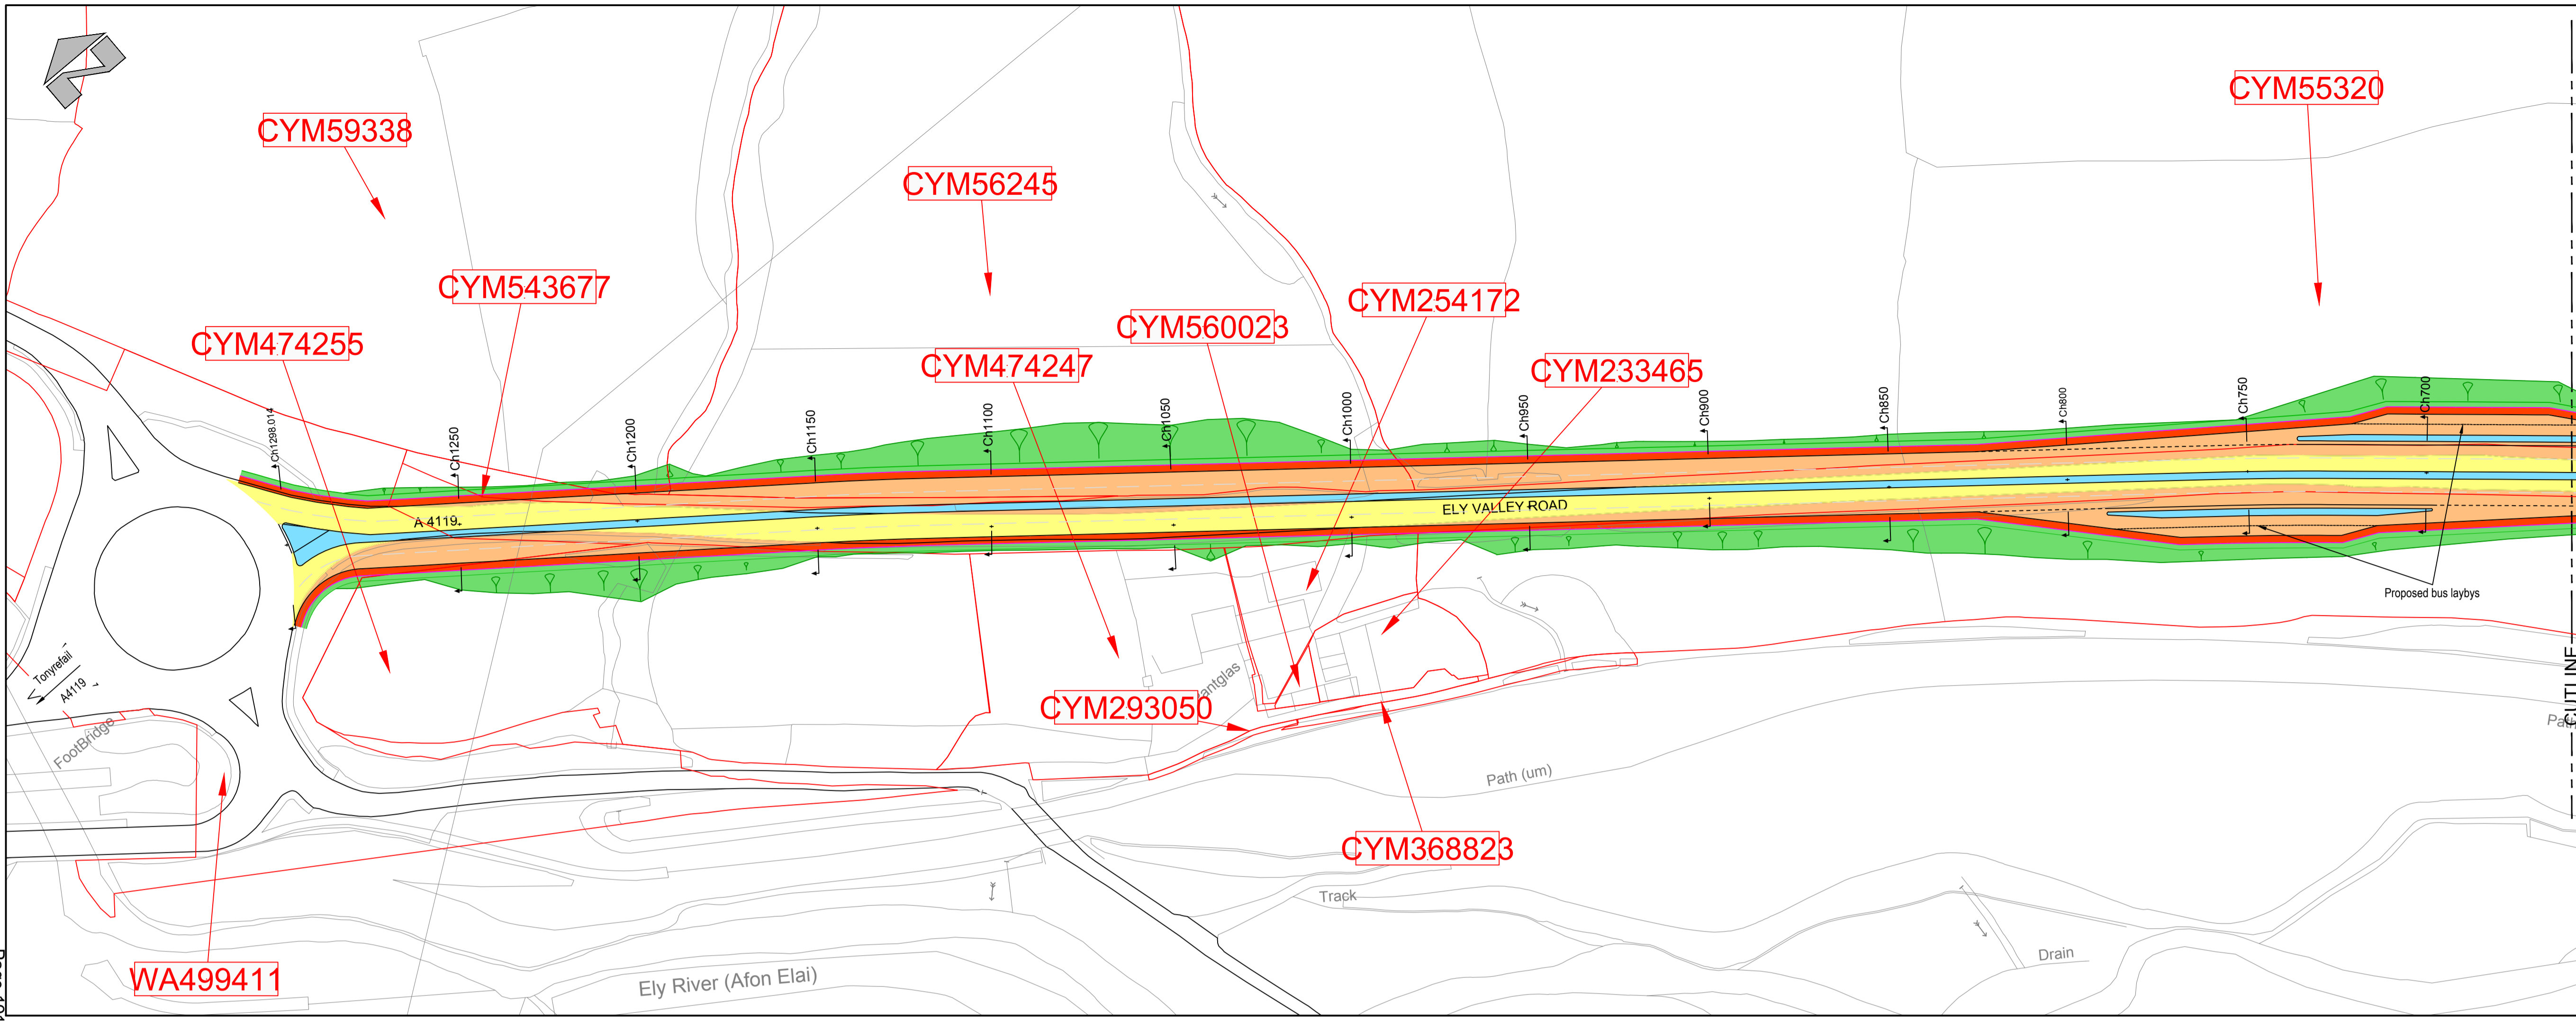 CYM55320
CYM59338
CYM56245
CYM543677
CYM254172
CYM560023
CYM474255
CYM474247
CYM233465
Ch1298.014
Ch1250
Ch1200
Ch1150
Ch1100
Ch1050
Ch1000
Ch950
Ch900
Ch850
Ch800
Ch750
Ch700
A 4119
ELY VALLEY ROAD
Proposed bus laybys
Tonyrefail
A4119
FootBridge
CYM293050
CUTLINE
Path (um)
CYM368823
Track
Drain
WA499411
Ely River (Afon Elai)